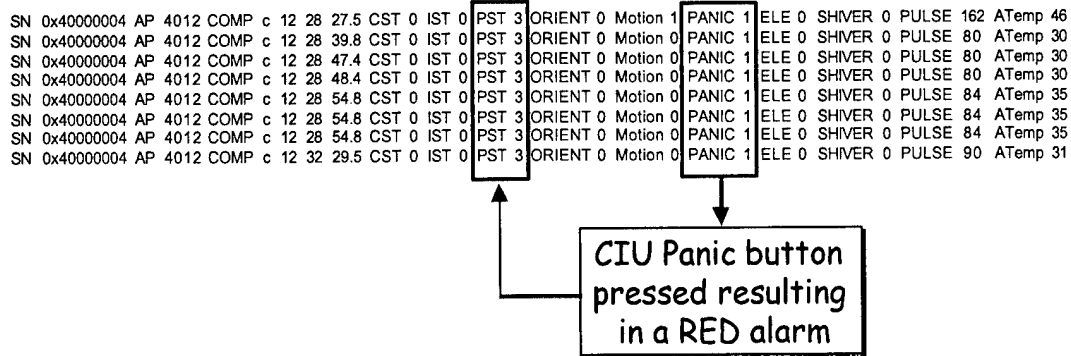 SN 0x40000004 AP 4012 COMP c 12 28 27.5 CST 0 IST 0 PST 3 ORIENT 0 Motion 1 PANIC 1 ELE 0 SHIVER 0 PULSE 162 ATemp 46
SN 0x40000004 AP 4012 COMP c 12 28 39.8 CST 0 IST 0 PST 3 ORIENT 0 Motion 0 PANIC 1 ELE 0 SHIVER 0 PULSE 80 ATemp 30
SN 0x40000004 AP 4012 COMP c 12 28 47.4 CST 0 IST 0 PST 3 ORIENT 0 Motion 0 PANIC 1 ELE 0 SHIVER 0 PULSE 80 ATemp 30
SN 0x40000004 AP 4012 COMP c 12 28 48.4 CST 0 IST 0 PST 3 ORIENT 0 Motion 0 PANIC 1 ELE 0 SHIVER 0 PULSE 80 ATemp 30
SN 0x40000004 AP 4012 COMP c 12 28 54.8 CST 0 IST 0 PST 3 ORIENT 0 Motion 0 PANIC 1 ELE 0 SHIVER 0 PULSE 84 ATemp 35
SN 0x40000004 AP 4012 COMP c 12 28 54.8 CST 0 IST 0 PST 3 ORIENT 0 Motion 0 PANIC 1 ELE 0 SHIVER 0 PULSE 84 ATemp 35
SN 0x40000004 AP 4012 COMP c 12 28 54.8 CST 0 IST 0 PST 3 ORIENT 0 Motion 0 PANIC 1 ELE 0 SHIVER 0 PULSE 84 ATemp 35
SN 0x40000004 AP 4012 COMP c 12 32 29.5 CST 0 IST 0 PST 3 ORIENT 0 Motion 0 PANIC 1 ELE 0 SHIVER 0 PULSE 90 ATemp 31
CIU Panic button
pressed resulting
in a RED alarm